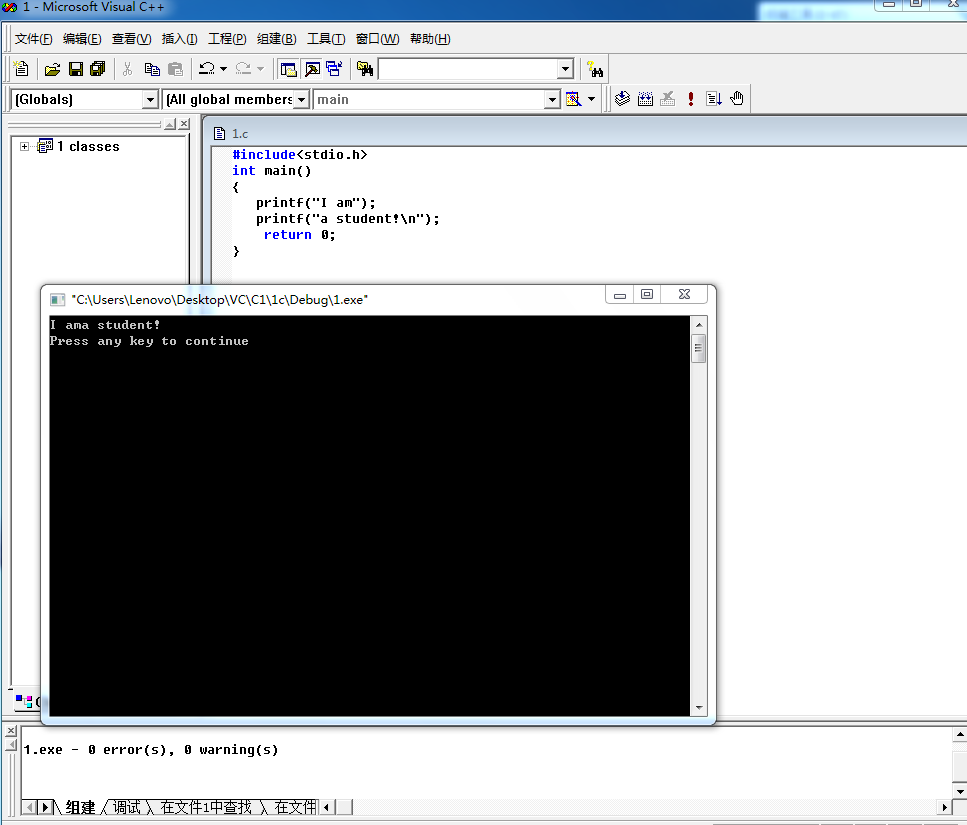 1 - Microsoft Visual C++
文件(F) 编辑(E) 查看(V) 插入(I) 工程(P) 组建(B) 工具(T) 窗口(W) 帮助(H)
(Globals) (All global members main
1 classes
1.c
#include<stdio.h>
int main()
{
printf("I am");
printf("a student!\n");
return 0;
}
"C:\Users\Lenovo\Desktop\VC\C1\1c\Debug\1.exe"
I ama student!
Press any key to continue
1.exe - 0 error(s), 0 warning(s)
组建 调试 在文件1中查找 在文件